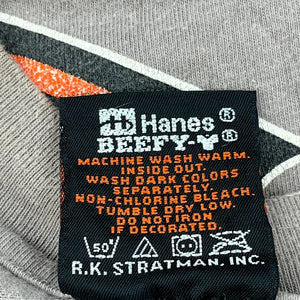 Hanes®
BEEFY-T®
MACHINE WASH WARM.
INSIDE OUT.
WASH DARK COLORS
SEPARATELY.
NON-CHLORINE BLEACH.
TUMBLE DRY LOW.
DO NOT IRON
IF DECORATED.
50°
R.K. STRATMAN, INC.